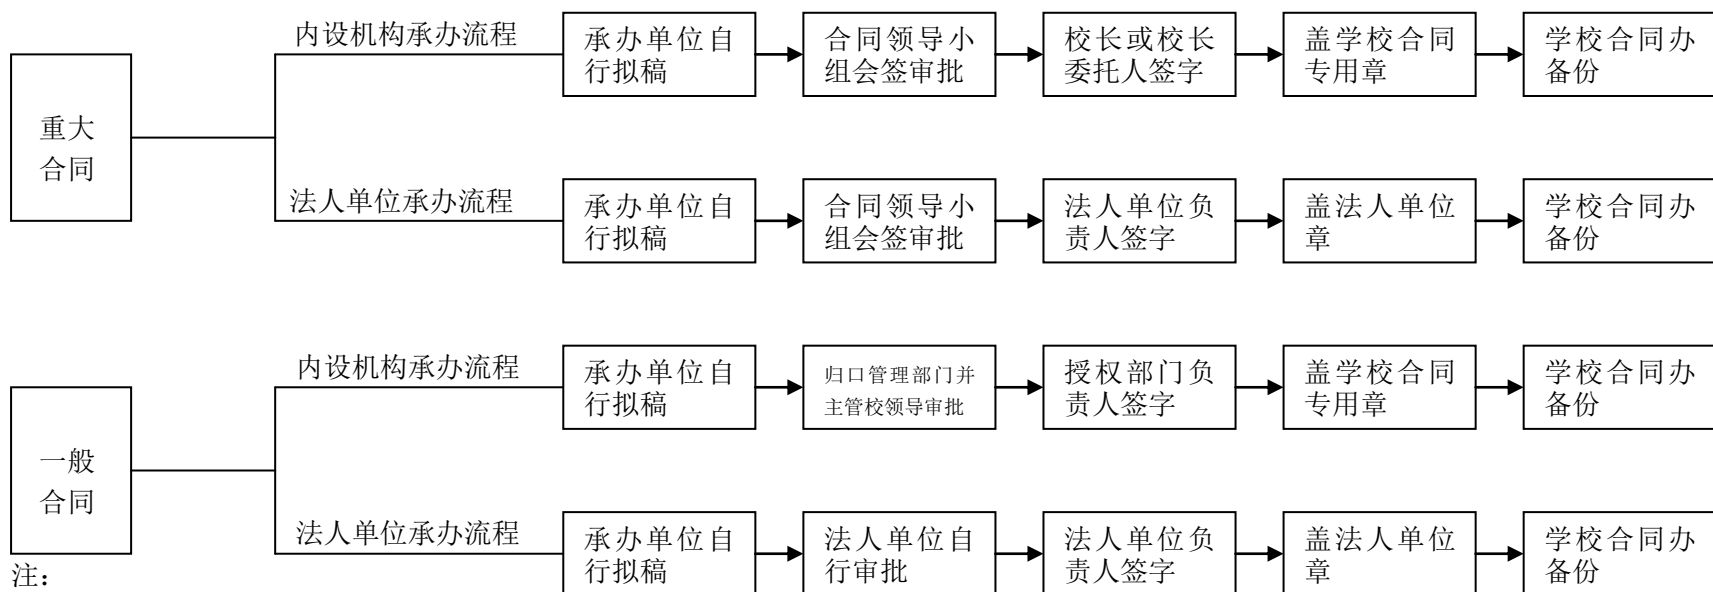 内设机构承办流程
承办单位自
行拟稿
合同领导小
组会签审批
校长或校长
委托人签字
盖学校合同
专用章
学校合同办
备份
重大
合同
法人单位承办流程
承办单位自
行拟稿
合同领导小
组会签审批
法人单位负
责人签字
盖法人单位
章
学校合同办
备份
内设机构承办流程
承办单位自
行拟稿
归口管理部门并
主管校领导审批
授权部门负
责人签字
盖学校合同
专用章
学校合同办
备份
一般
合同
法人单位承办流程
承办单位自
行拟稿
法人单位自
行审批
法人单位负
责人签字
盖法人单位
章
学校合同办
备份
注：